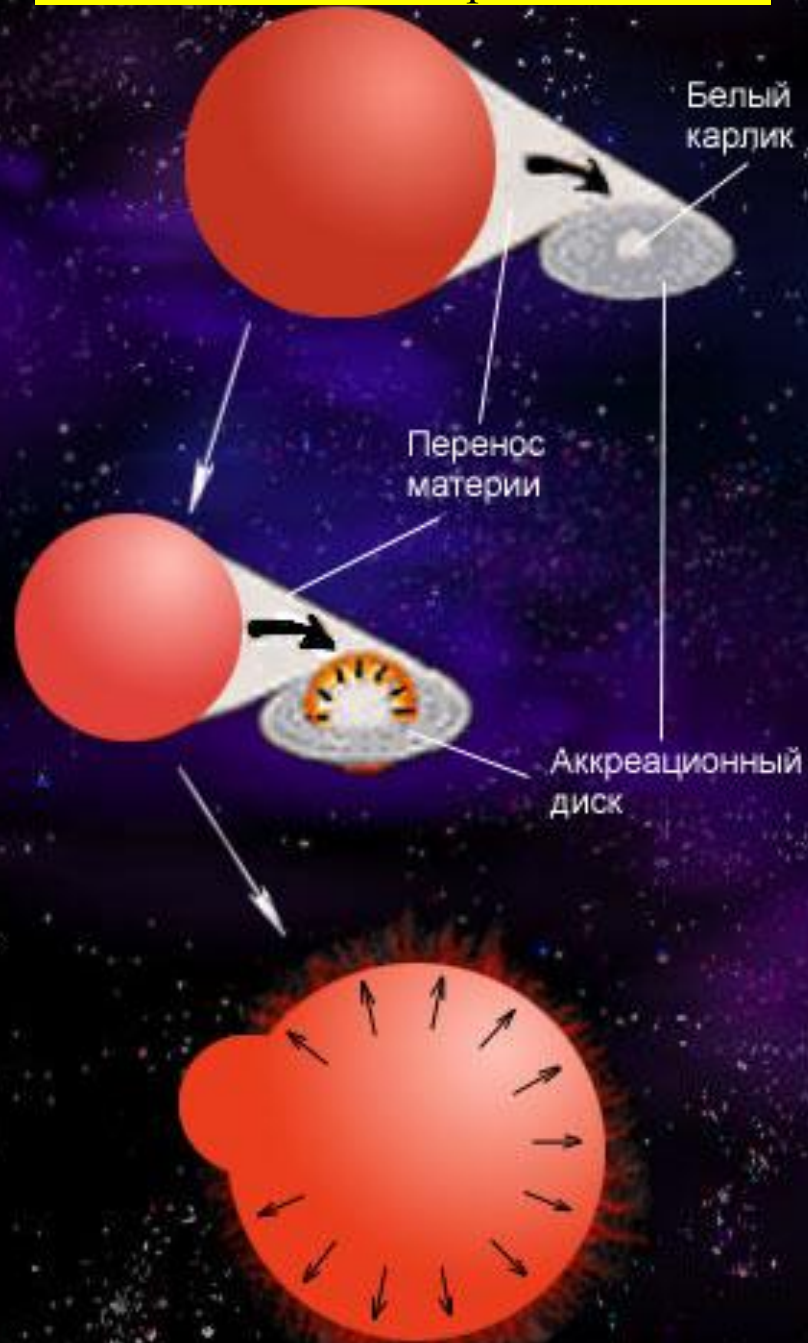 Белый
карлик
Перенос
материи
Аккреационный
диск